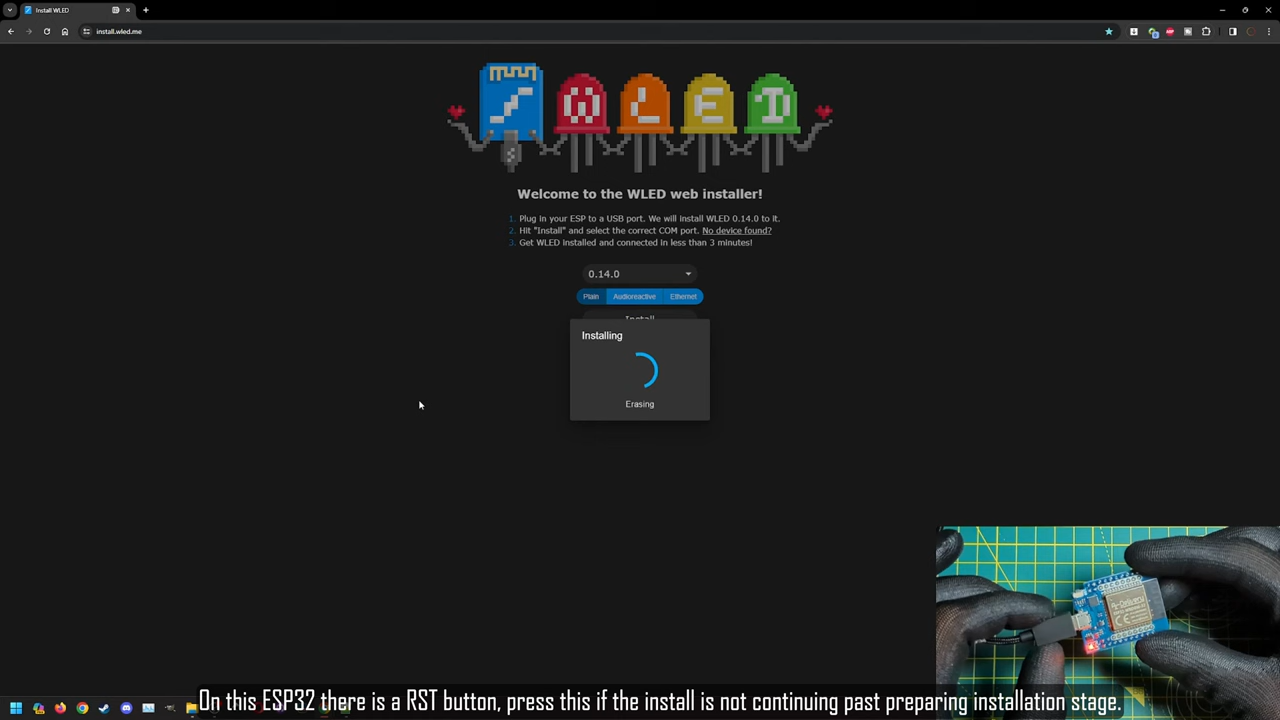 Install WLED
install.wled.me
WLED
Welcome to the WLED web installer!
1. Plug in your ESP to a USB port. We will install WLED 0.14.0 to it.
2. Hit "Install" and select the correct COM port. No device found?
3. Get WLED installed and connected in less than 3 minutes!
0.14.0
Plain Audioreactive Ethernet
Install
Installing
Erasing
On this ESP32 there is a RST button, press this if the install is not continuing past preparing installation stage.